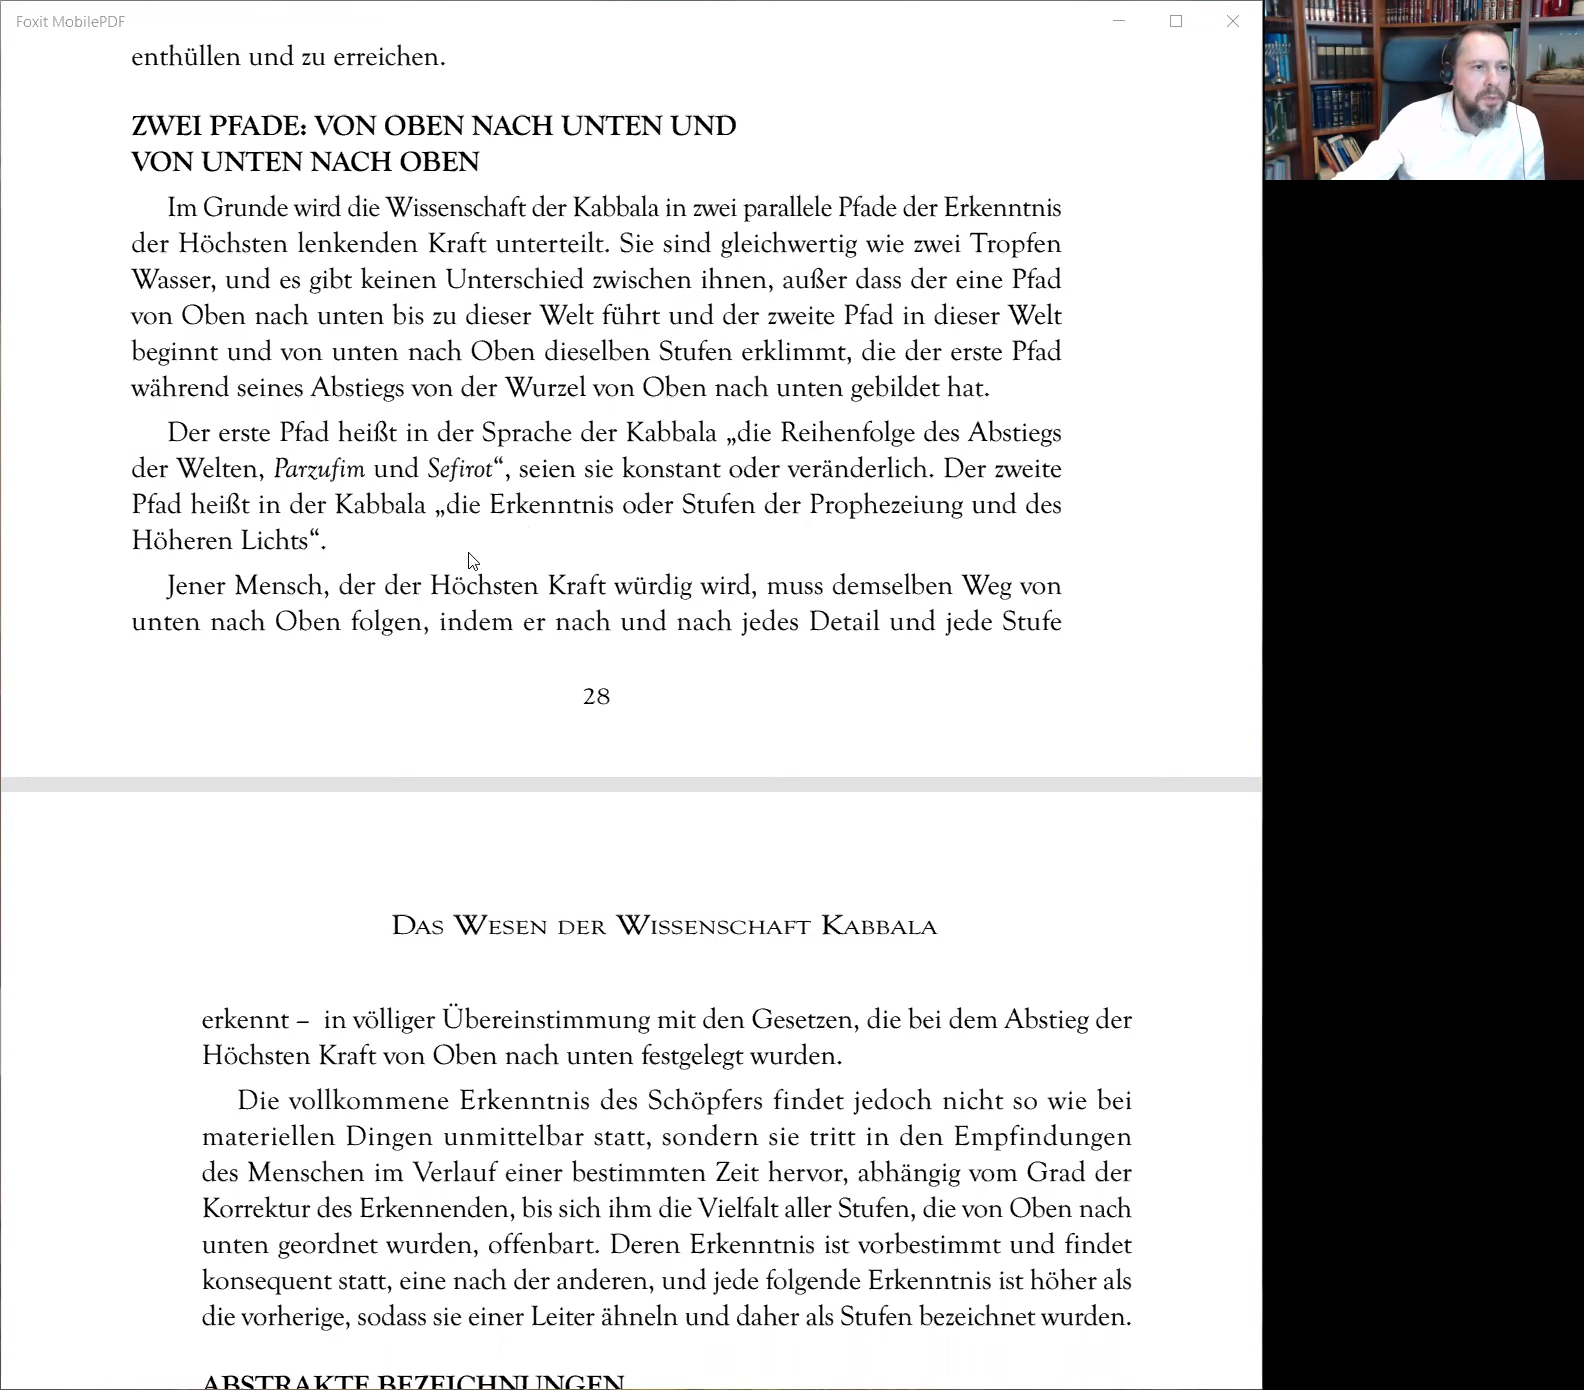 Foxit MobilePDF
enthüllen und zu erreichen.
ZWEI PFADE: VON OBEN NACH UNTEN UND
VON UNTEN NACH OBEN
Im Grunde wird die Wissenschaft der Kabbala in zwei parallele Pfade der Erkenntnis
der Höchsten lenkenden Kraft unterteilt. Sie sind gleichwertig wie zwei Tropfen
Wasser, und es gibt keinen Unterschied zwischen ihnen, außer dass der eine Pfad
von Oben nach unten bis zu dieser Welt führt und der zweite Pfad in dieser Welt
beginnt und von unten nach Oben dieselben Stufen erklimmt, die der erste Pfad
während seines Abstiegs von der Wurzel von Oben nach unten gebildet hat.
Der erste Pfad heißt in der Sprache der Kabbala „die Reihenfolge des Abstiegs
der Welten, Parzufim und Sefirot“, seien sie konstant oder veränderlich. Der zweite
Pfad heißt in der Kabbala „die Erkenntnis oder Stufen der Prophezeiung und des
Höheren Lichts“.
Jener Mensch, der der Höchsten Kraft würdig wird, muss demselben Weg von
unten nach Oben folgen, indem er nach und nach jedes Detail und jede Stufe
28
DAS WESEN DER WISSENSCHAFT KABBALA
erkennt – in völliger Übereinstimmung mit den Gesetzen, die bei dem Abstieg der
Höchsten Kraft von Oben nach unten festgelegt wurden.
Die vollkommene Erkenntnis des Schöpfers findet jedoch nicht so wie bei
materiellen Dingen unmittelbar statt, sondern sie tritt in den Empfindungen
des Menschen im Verlauf einer bestimmten Zeit hervor, abhängig vom Grad der
Korrektur des Erkennenden, bis sich ihm die Vielfalt aller Stufen, die von Oben nach
unten geordnet wurden, offenbart. Deren Erkenntnis ist vorbestimmt und findet
konsequent statt, eine nach der anderen, und jede folgende Erkenntnis ist höher als
die vorherige, sodass sie einer Leiter ähneln und daher als Stufen bezeichnet wurden.
ABSTRAKTE BEZEICHNUNGEN